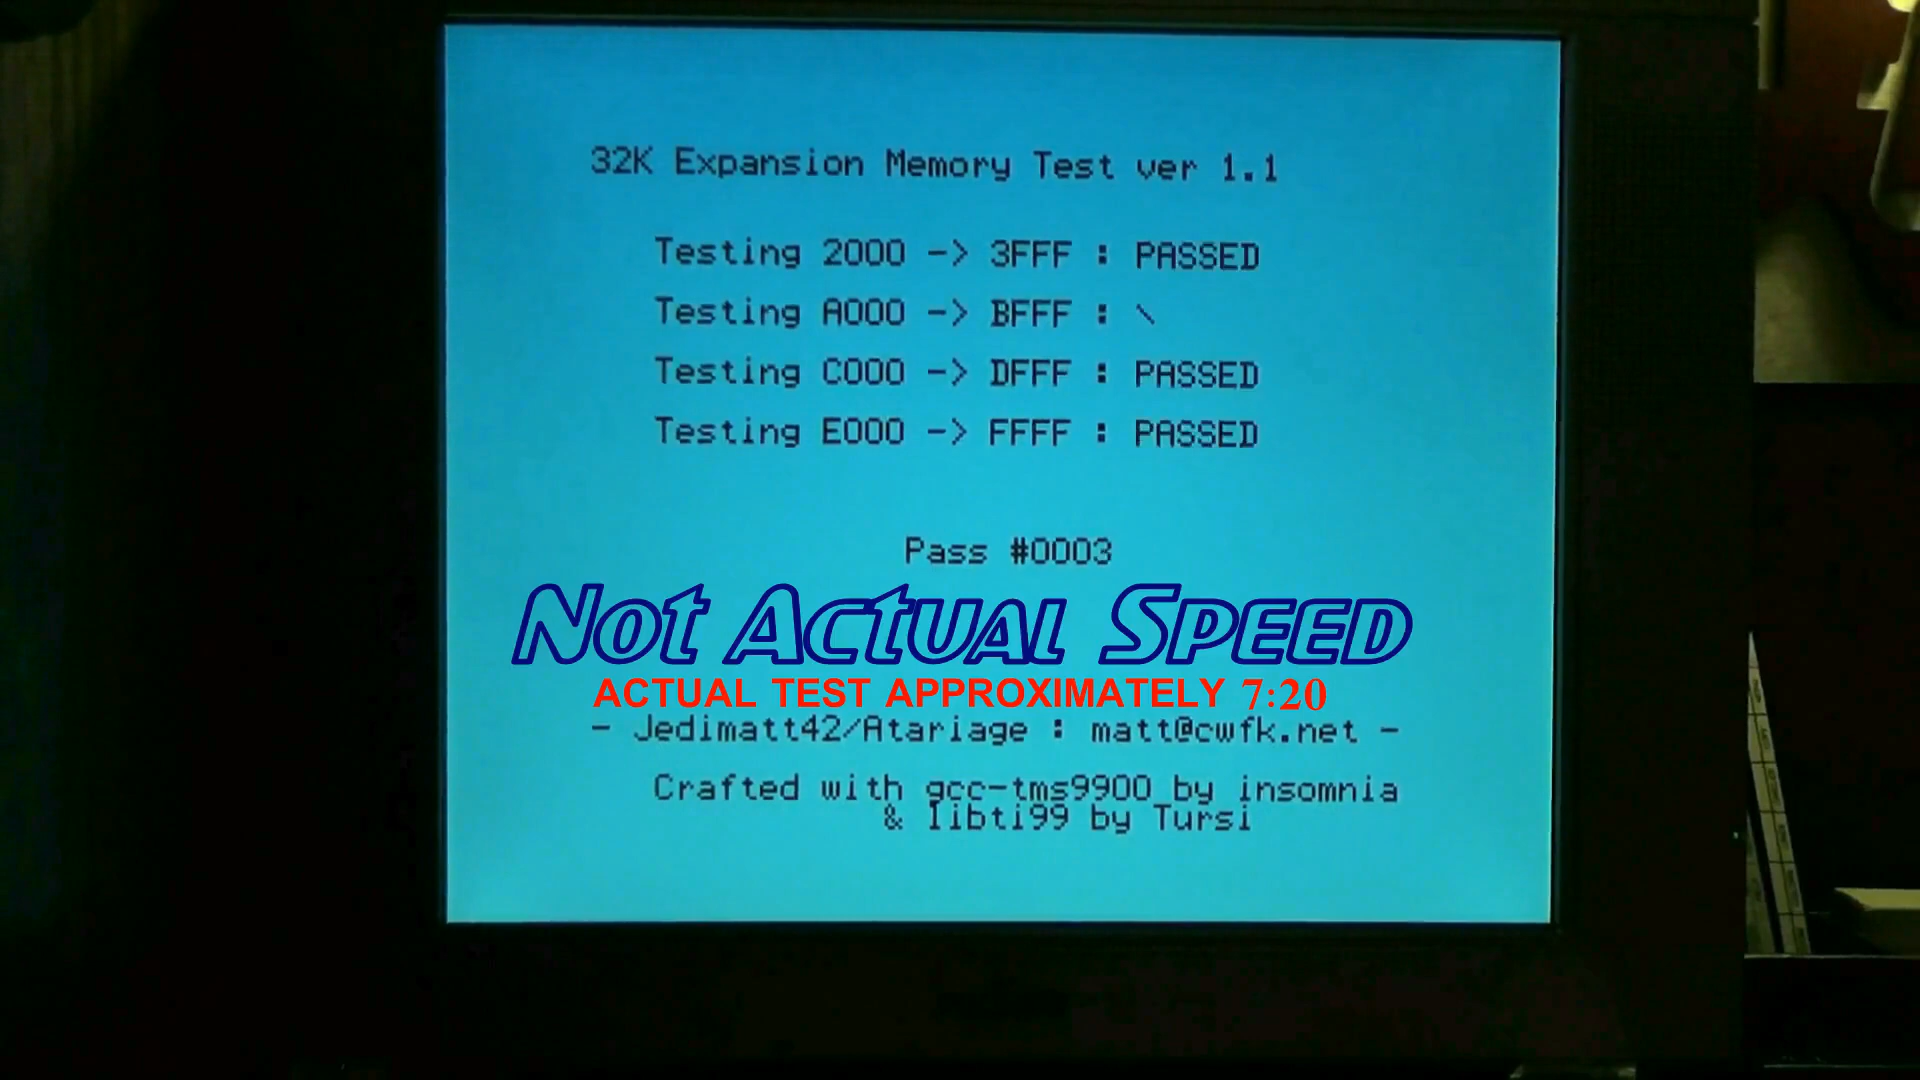 32K Expansion Memory Test ver 1.1
Testing 2000 -> 3FFF : PASSED
Testing A000 -> BFFF : \
Testing C000 -> DFFF : PASSED
Testing E000 -> FFFF : PASSED
Pass #0003
NOT ACTUAL SPEED
ACTUAL TEST APPROXIMATELY 7:20
- Jedimatt42/Atariage : matt@cwfk.net -
Crafted with gcc-tms9900 by insomnia
& libti99 by Tursi